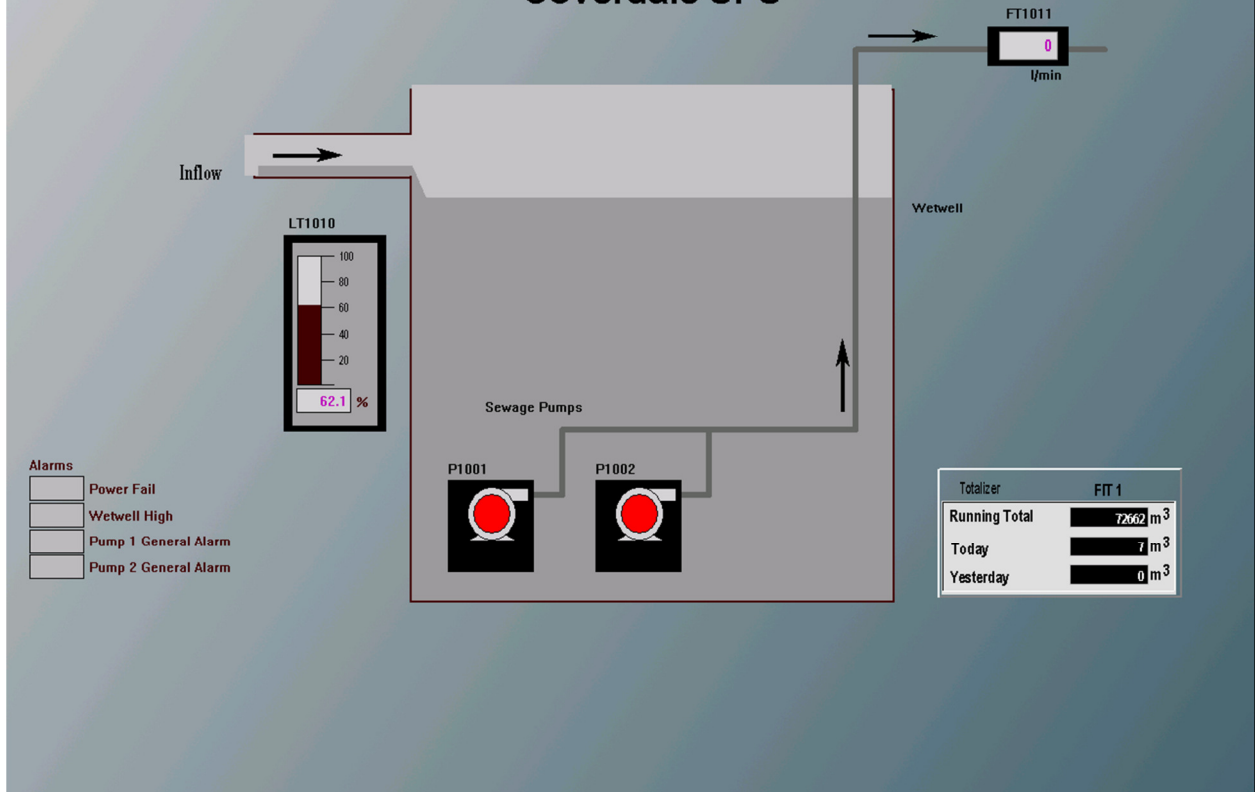 FT1011
0
l/min
Inflow
Wetwell
LT1010
100
80
60
40
20
62.1 %
Sewage Pumps
P1001
P1002
Alarms
Power Fail
Wetwell High
Pump 1 General Alarm
Pump 2 General Alarm
Totalizer FIT 1
Running Total 72662 m3
Today 7 m3
Yesterday 0 m3